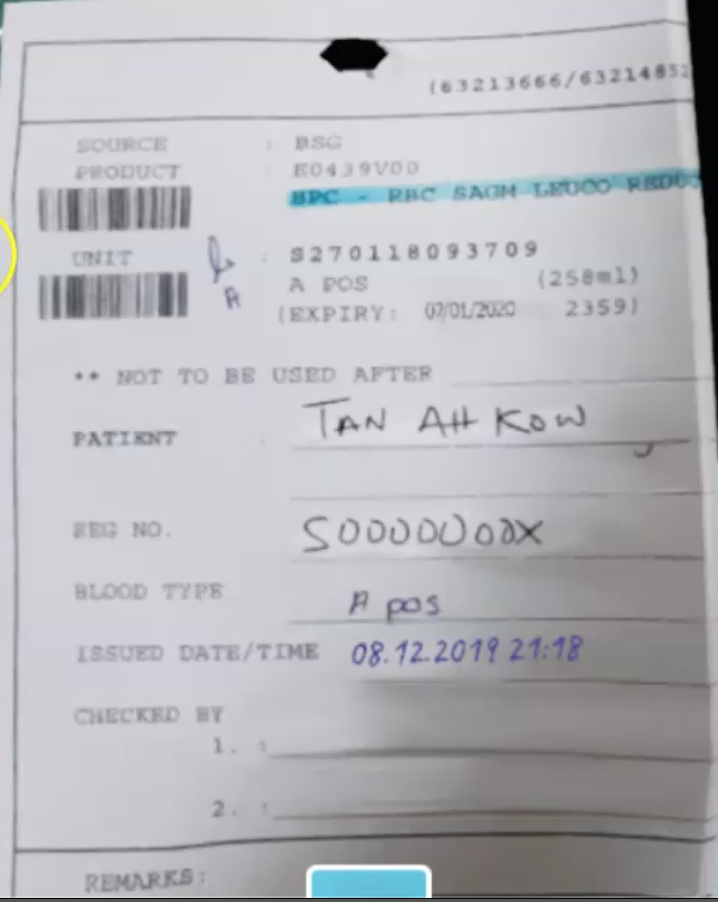 (63213666/6321485
SOURCE : BSG
PRODUCT : E0439V00
BPC - RBC SAGM LEUCO REDUC
UNIT : S270118093709
A POS (258ml)
(EXPIRY: 07/01/2020 2359)
** NOT TO BE USED AFTER
PATIENT : TAN AH KOW
REG NO. S0000000X
BLOOD TYPE A pos
ISSUED DATE/TIME 08.12.2019 21:18
CHECKED BY
1. :
2. :
REMARKS: